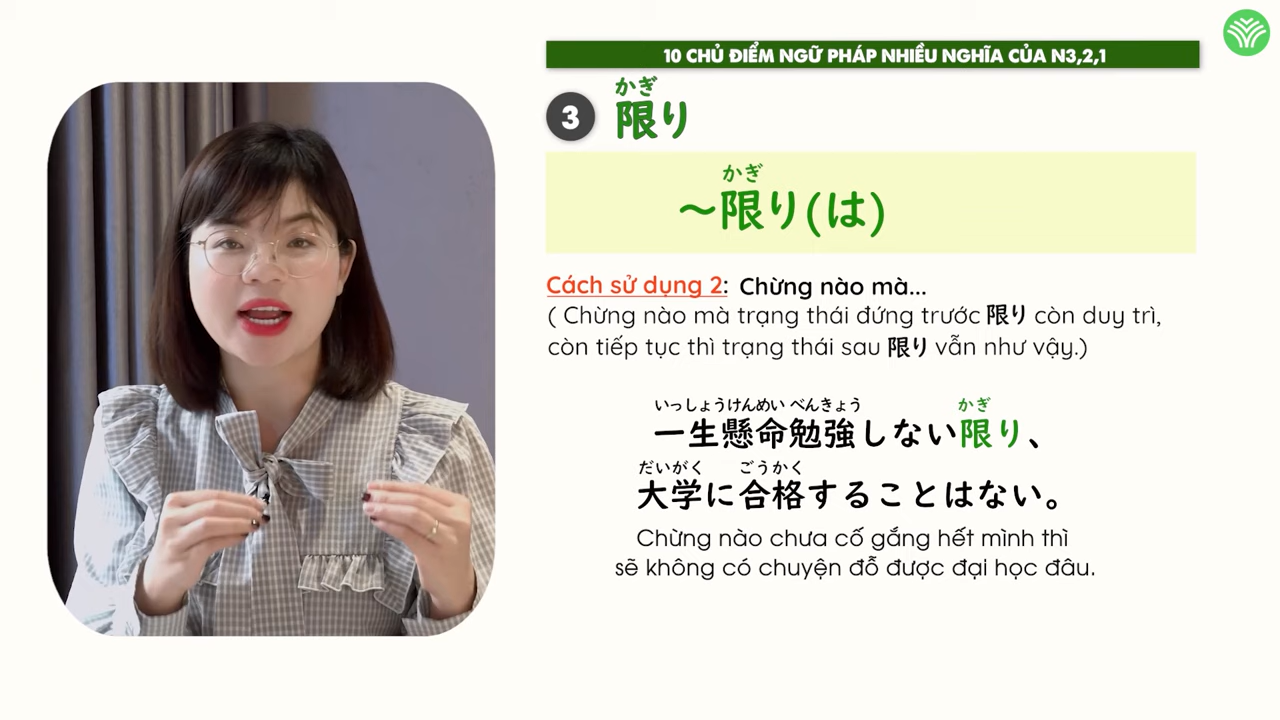 10 CHỦ ĐIỂM NGỮ PHÁP NHIỀU NGHĨA CỦA N3,2,1
かぎ
3 限り
かぎ
～限り(は)
Cách sử dụng 2: Chừng nào mà...
( Chừng nào mà trạng thái đứng trước 限り còn duy trì,
còn tiếp tục thì trạng thái sau 限り vẫn như vậy.)
いっしょうけんめい べんきょう かぎ
一生懸命勉強しない限り、
だいがく ごうかく
大学に合格することはない。
Chừng nào chưa cố gắng hết mình thì
sẽ không có chuyện đỗ được đại học đâu.